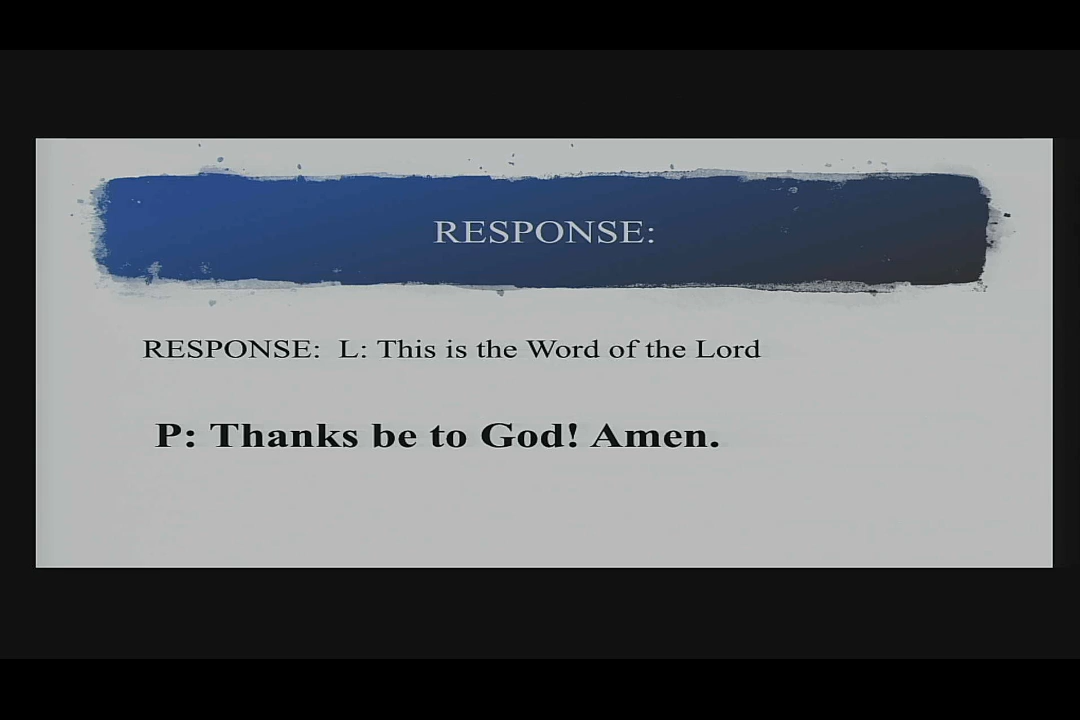 RESPONSE:
RESPONSE:  L: This is the Word of the Lord
P: Thanks be to God! Amen.